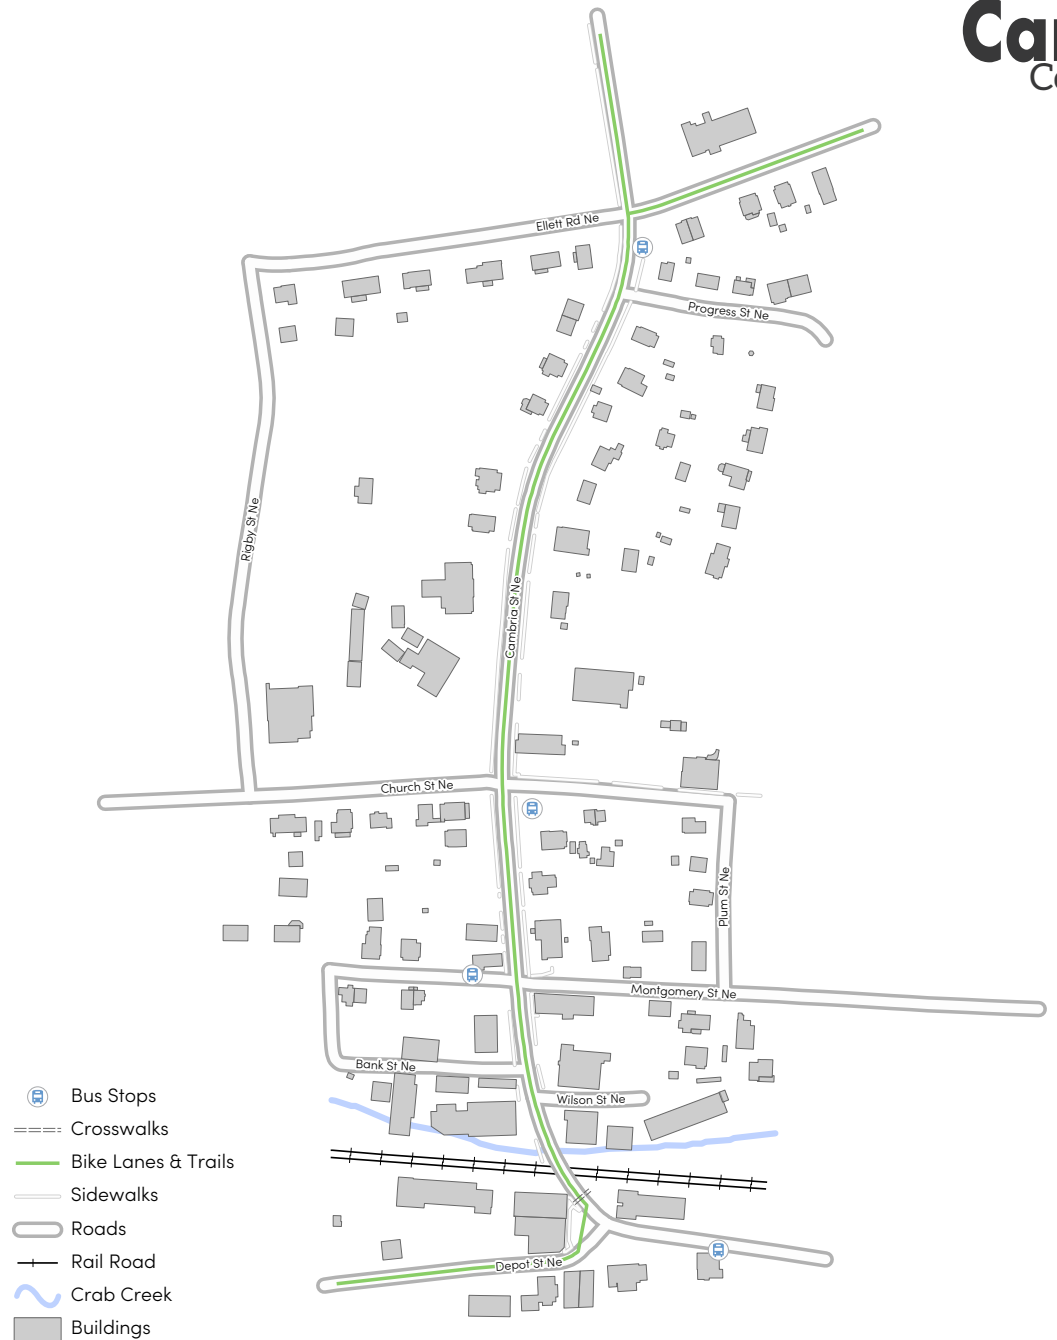 Ca
Ellett Rd Ne
Progress St Ne
Rigby St Ne
Cambria St Ne
Church St Ne
Plum St Ne
Montgomery St Ne
Bank St Ne
Wilson St Ne
Depot St Ne
Bus Stops
Crosswalks
Bike Lanes & Trails
Sidewalks
Roads
Rail Road
Crab Creek
Buildings